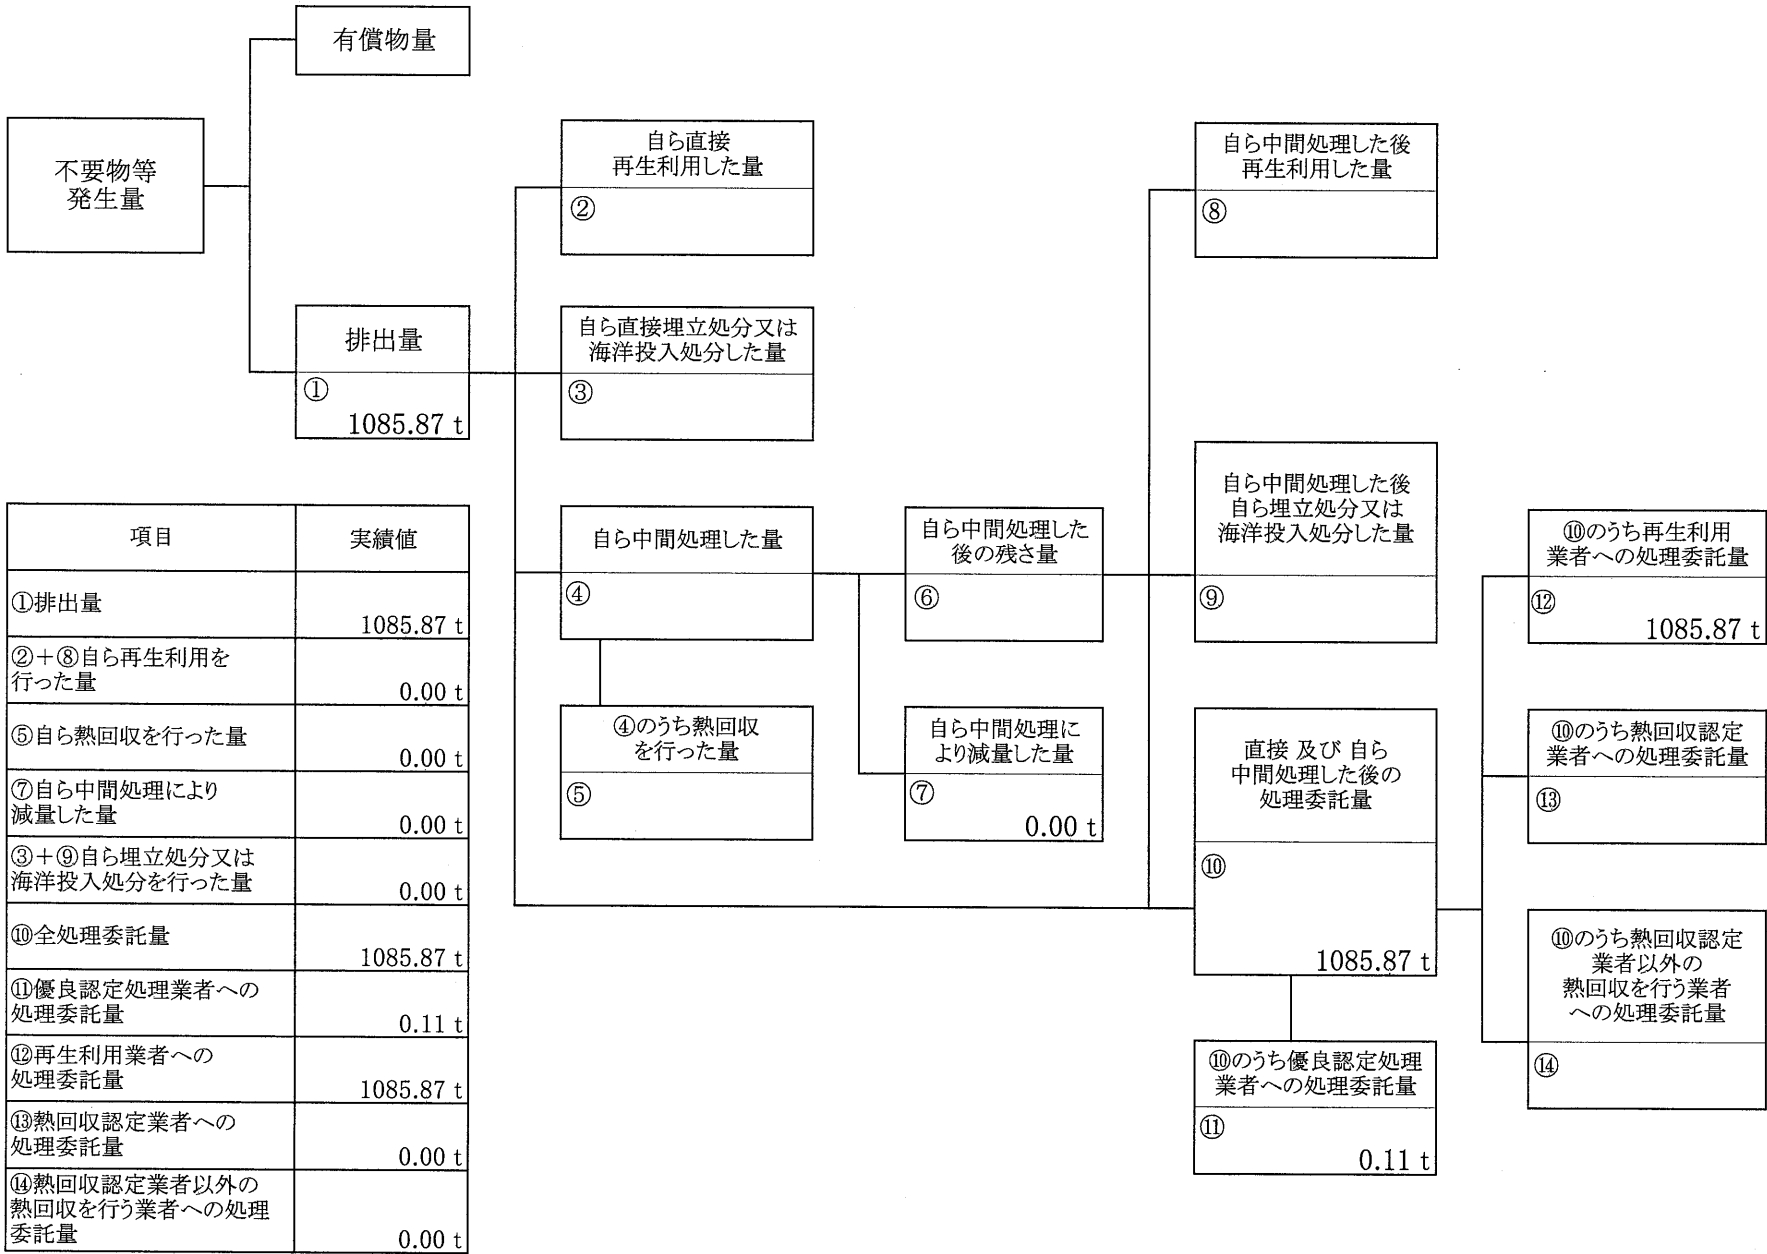 有償物量
不要物等
発生量
排出量
①
1085.87 t
自ら直接
再生利用した量
②
自ら直接埋立処分又は
海洋投入処分した量
③
自ら中間処理した量
④
④のうち熱回収
を行った量
⑤
自ら中間処理した
後の残さ量
⑥
自ら中間処理に
より減量した量
⑦
0.00 t
自ら中間処理した後
再生利用した量
⑧
自ら中間処理した後
自ら埋立処分又は
海洋投入処分した量
⑨
直接 及び 自ら
中間処理した後の
処理委託量
⑩
1085.87 t
⑩のうち優良認定処理
業者への処理委託量
⑪
0.11 t
⑩のうち再生利用
業者への処理委託量
⑫
1085.87 t
⑩のうち熱回収認定
業者への処理委託量
⑬
⑩のうち熱回収認定
業者以外の
熱回収を行う業者
への処理委託量
⑭
項目 実績値
①排出量
1085.87 t
②+⑧自ら再生利用を
行った量
0.00 t
⑤自ら熱回収を行った量
0.00 t
⑦自ら中間処理により
減量した量
0.00 t
③+⑨自ら埋立処分又は
海洋投入処分を行った量
0.00 t
⑩全処理委託量
1085.87 t
⑪優良認定処理業者への
処理委託量
0.11 t
⑫再生利用業者への
処理委託量
1085.87 t
⑬熱回収認定業者への
処理委託量
0.00 t
⑭熱回収認定業者以外の
熱回収を行う業者への処理
委託量
0.00 t